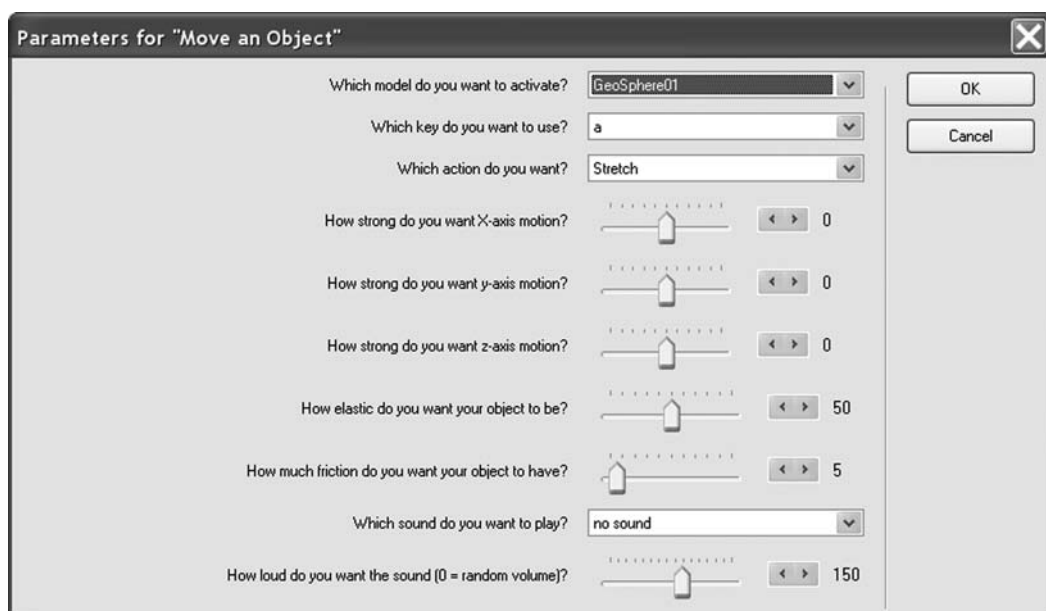 Parameters for "Move an Object"
Which model do you want to activate? GeoSphere01 OK
Which key do you want to use? a Cancel
Which action do you want? Stretch
How strong do you want X-axis motion? 0
How strong do you want y-axis motion? 0
How strong do you want z-axis motion? 0
How elastic do you want your object to be? 50
How much friction do you want your object to have? 5
Which sound do you want to play? no sound
How loud do you want the sound (0 = random volume)? 150